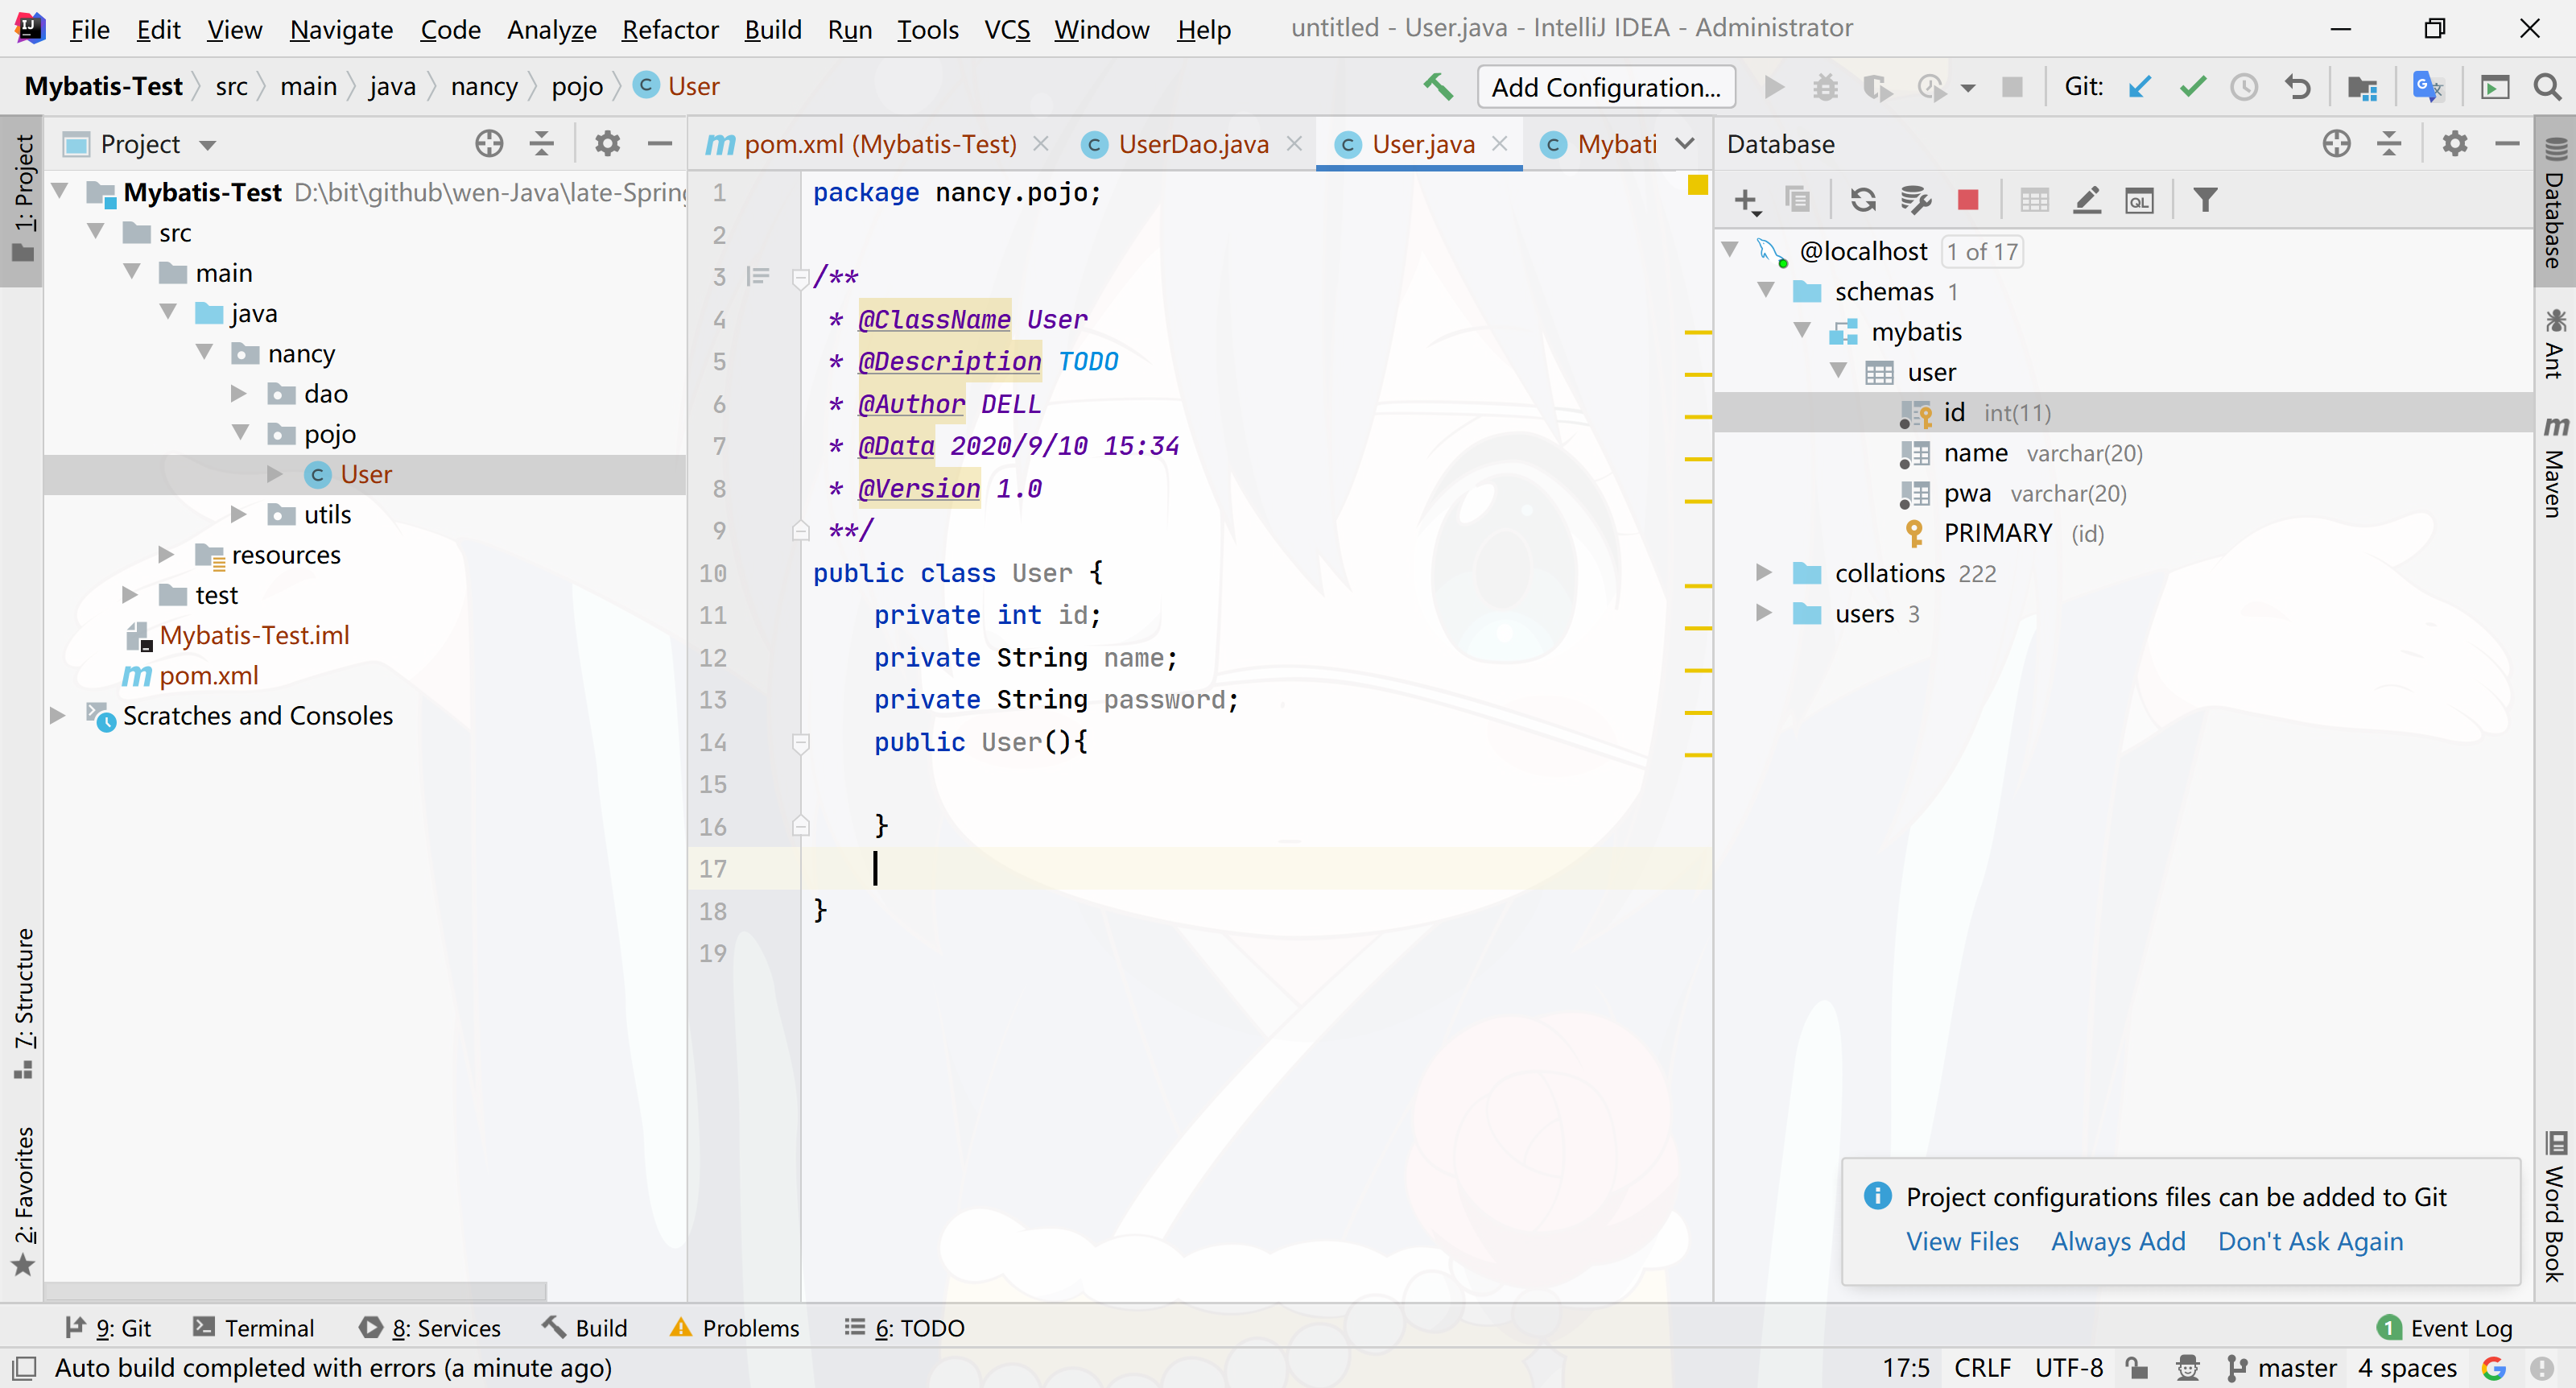 File Edit View Navigate Code Analyze Refactor Build Run Tools VCS Window Help untitled - User.java - IntelliJ IDEA - Administrator
Mybatis-Test src main java nancy pojo User Add Configuration... Git:
1: Project
7: Structure
2: Favorites
Project
Mybatis-Test D:\bit\github\wen-Java\late-Spring
src
main
java
nancy
dao
pojo
User
utils
resources
test
Mybatis-Test.iml
pom.xml
Scratches and Consoles
pom.xml (Mybatis-Test) UserDao.java User.java Mybati
1 package nancy.pojo;
2
3 /**
4 * @ClassName User
5 * @Description TODO
6 * @Author DELL
7 * @Data 2020/9/10 15:34
8 * @Version 1.0
9 **/
10 public class User {
11 private int id;
12 private String name;
13 private String password;
14 public User(){
15
16 }
17
18 }
19
Database
@localhost 1 of 17
schemas 1
mybatis
user
id int(11)
name varchar(20)
pwa varchar(20)
PRIMARY (id)
collations 222
users 3
Database
Ant
Maven
Word Book
Project configurations files can be added to Git
View Files Always Add Don't Ask Again
9: Git Terminal 8: Services Build Problems 6: TODO 1 Event Log
Auto build completed with errors (a minute ago) 17:5 CRLF UTF-8 master 4 spaces